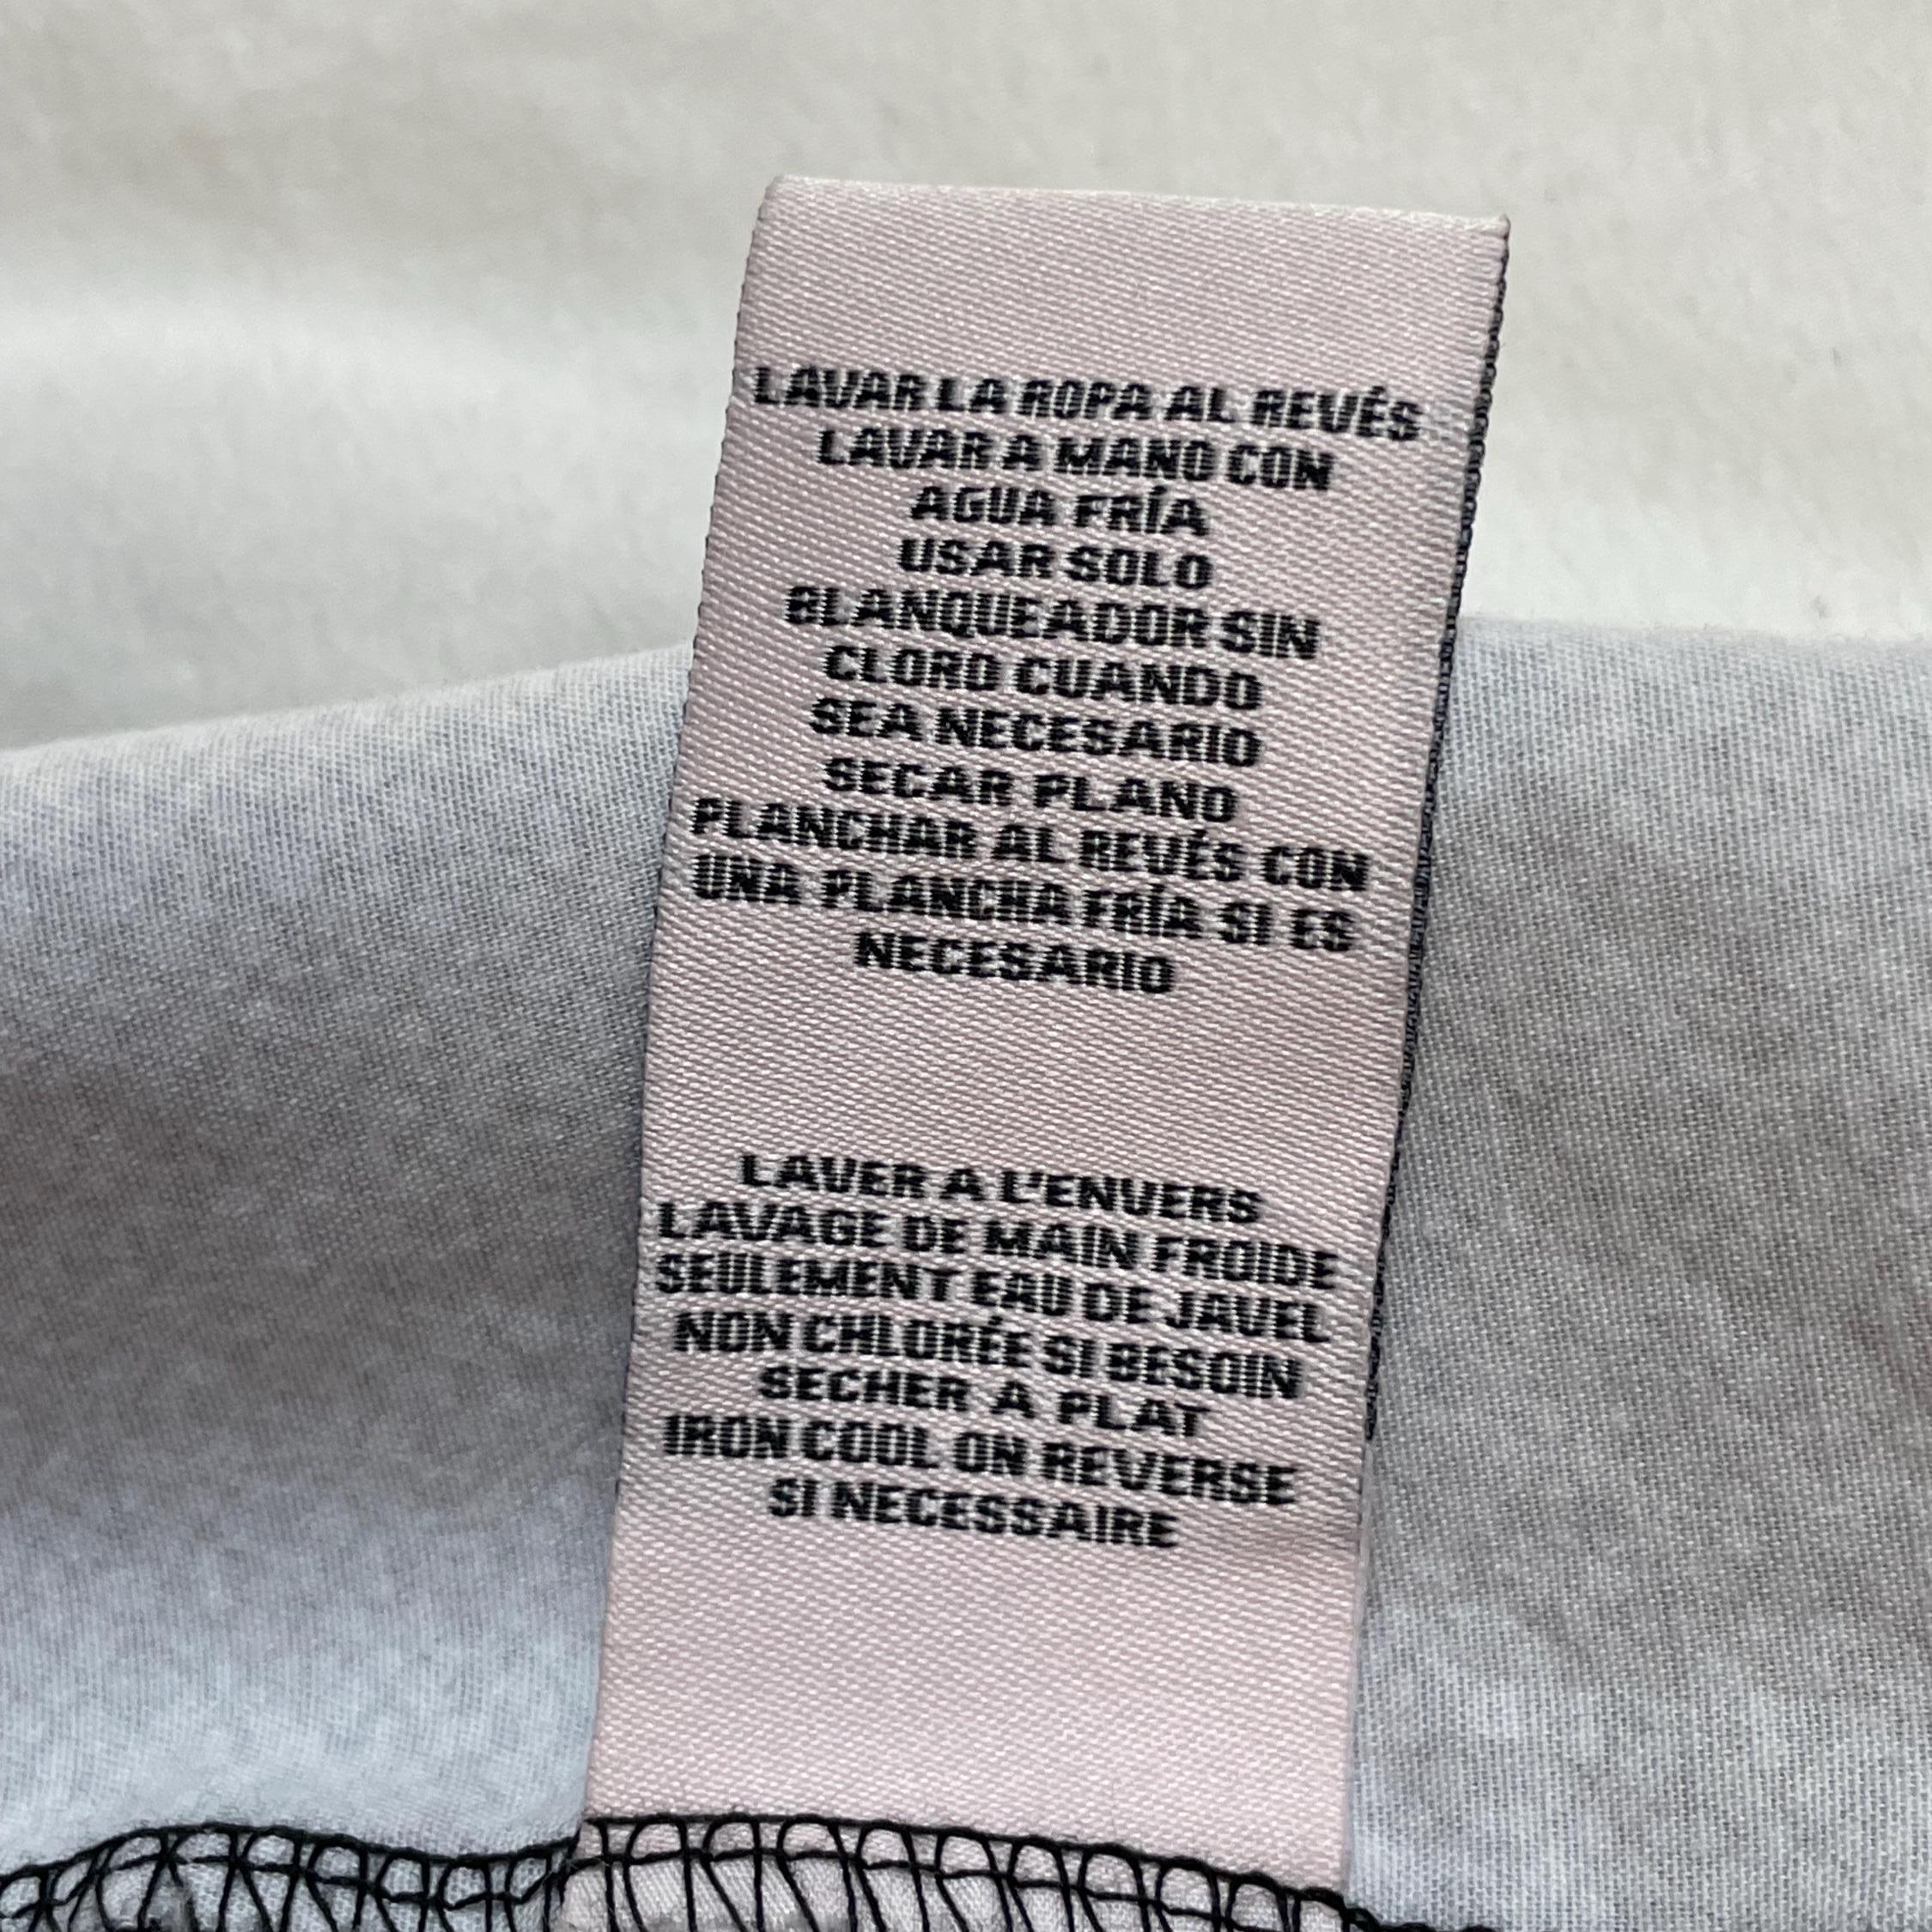 LAVAR LA ROPA AL REVÉS
LAVAR A MANO CON
AGUA FRÍA
USAR SOLO
BLANQUEADOR SIN
CLORO CUANDO
SEA NECESARIO
SECAR PLANO
PLANCHAR AL REVÉS CON
UNA PLANCHA FRÍA SI ES
NECESARIO
LAVER A L'ENVERS
LAVAGE DE MAIN FROIDE
SEULEMENT EAU DE JAVEL
NON CHLORÉE SI BESOIN
SECHER A PLAT
IRON COOL ON REVERSE
SI NECESSAIRE